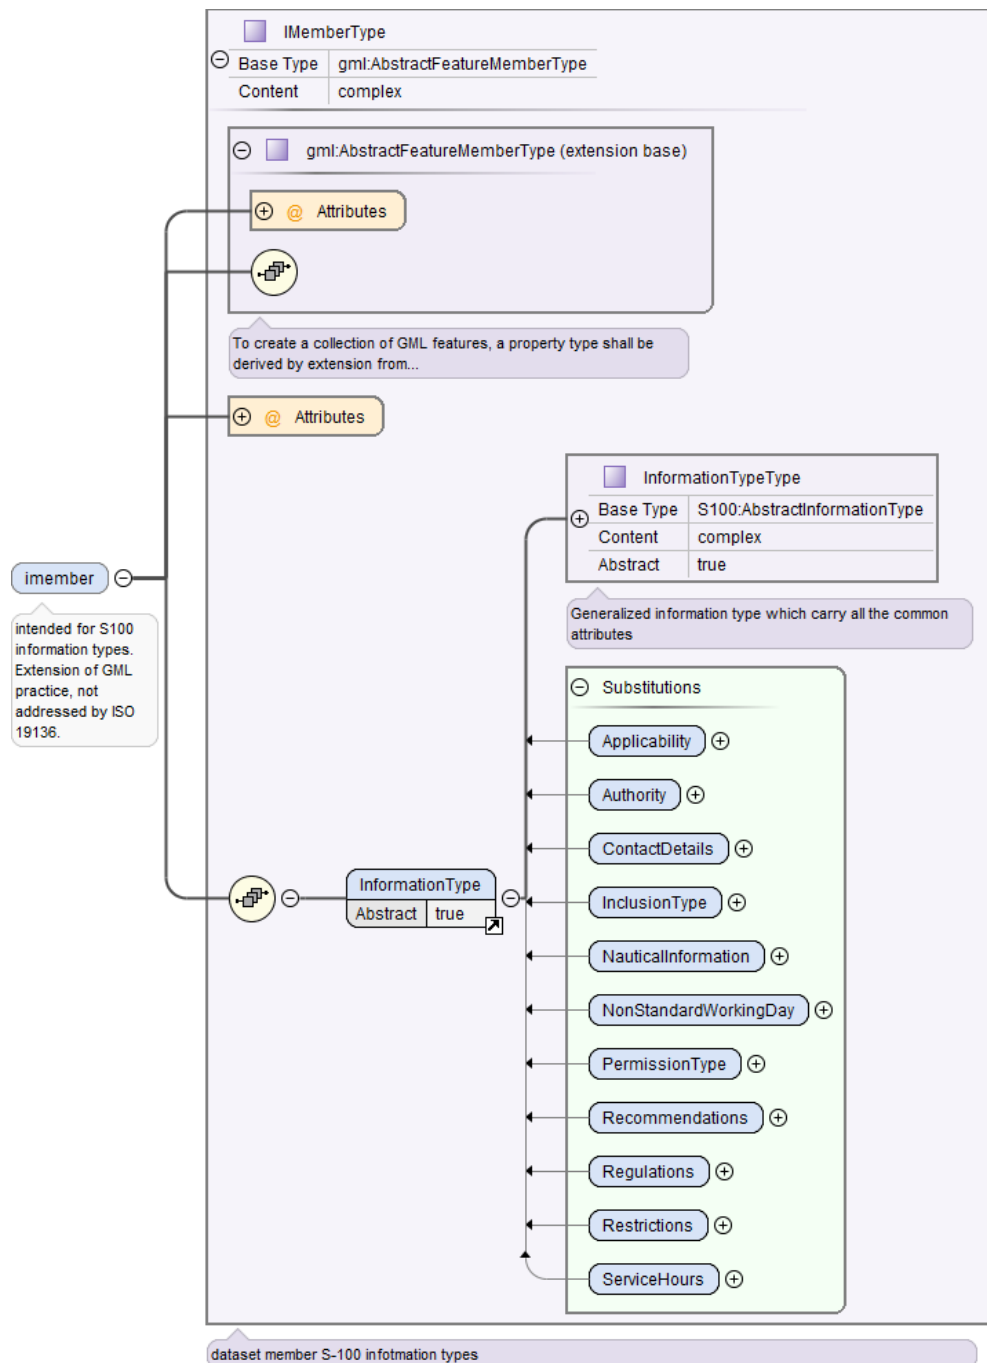 IMemberType
Base Type gml:AbstractFeatureMemberType
Content complex
gml:AbstractFeatureMemberType (extension base)
@ Attributes
To create a collection of GML features, a property type shall be
derived by extension from...
@ Attributes
InformationTypeType
Base Type S100:AbstractInformationType
Content complex
Abstract true
Generalized information type which carry all the common
attributes
imember
intended for S100
information types.
Extension of GML
practice, not
addressed by ISO
19136.
InformationType
Abstract true
Substitutions
Applicability
Authority
ContactDetails
InclusionType
NauticalInformation
NonStandardWorkingDay
PermissionType
Recommendations
Regulations
Restrictions
ServiceHours
dataset member S-100 infotmation types